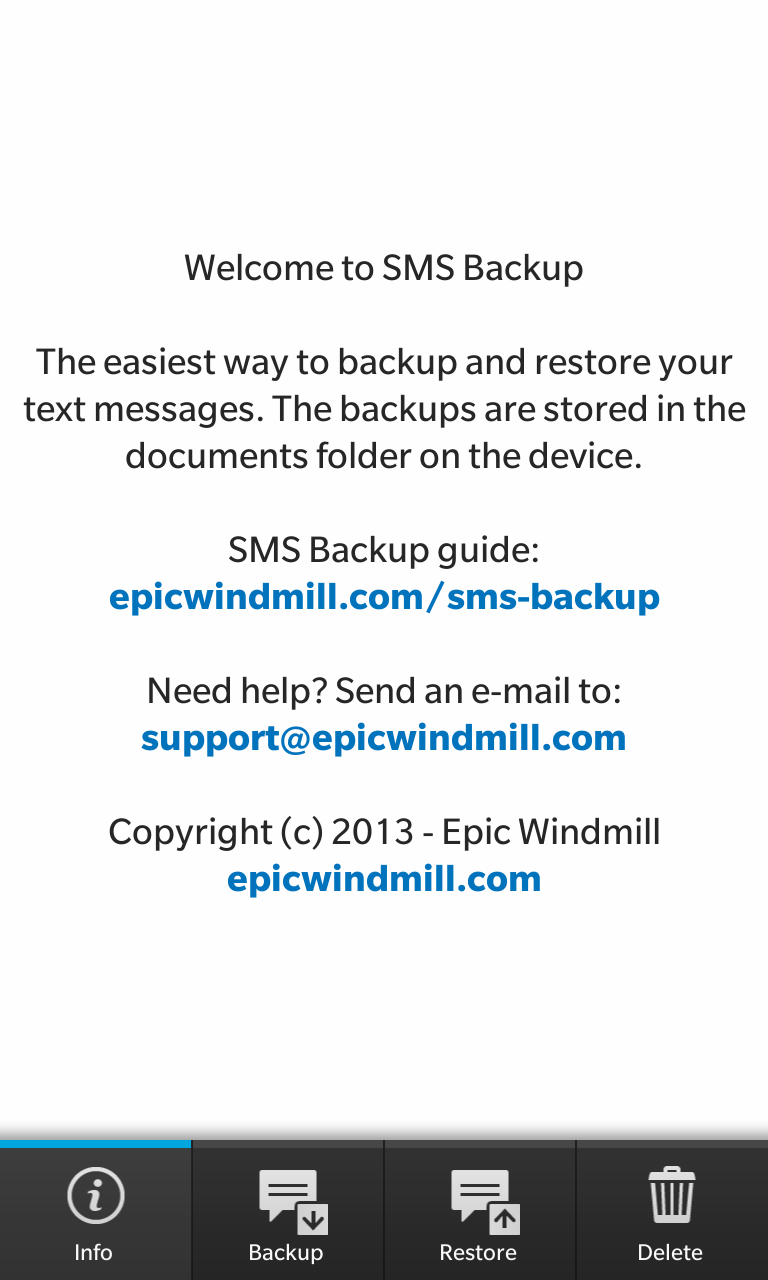 Welcome to SMS Backup
The easiest way to backup and restore your
text messages. The backups are stored in the
documents folder on the device.
SMS Backup guide:
epicwindmill.com/sms-backup
Need help? Send an e-mail to:
support@epicwindmill.com
Copyright (c) 2013 - Epic Windmill
epicwindmill.com
Info
Backup
Restore
Delete